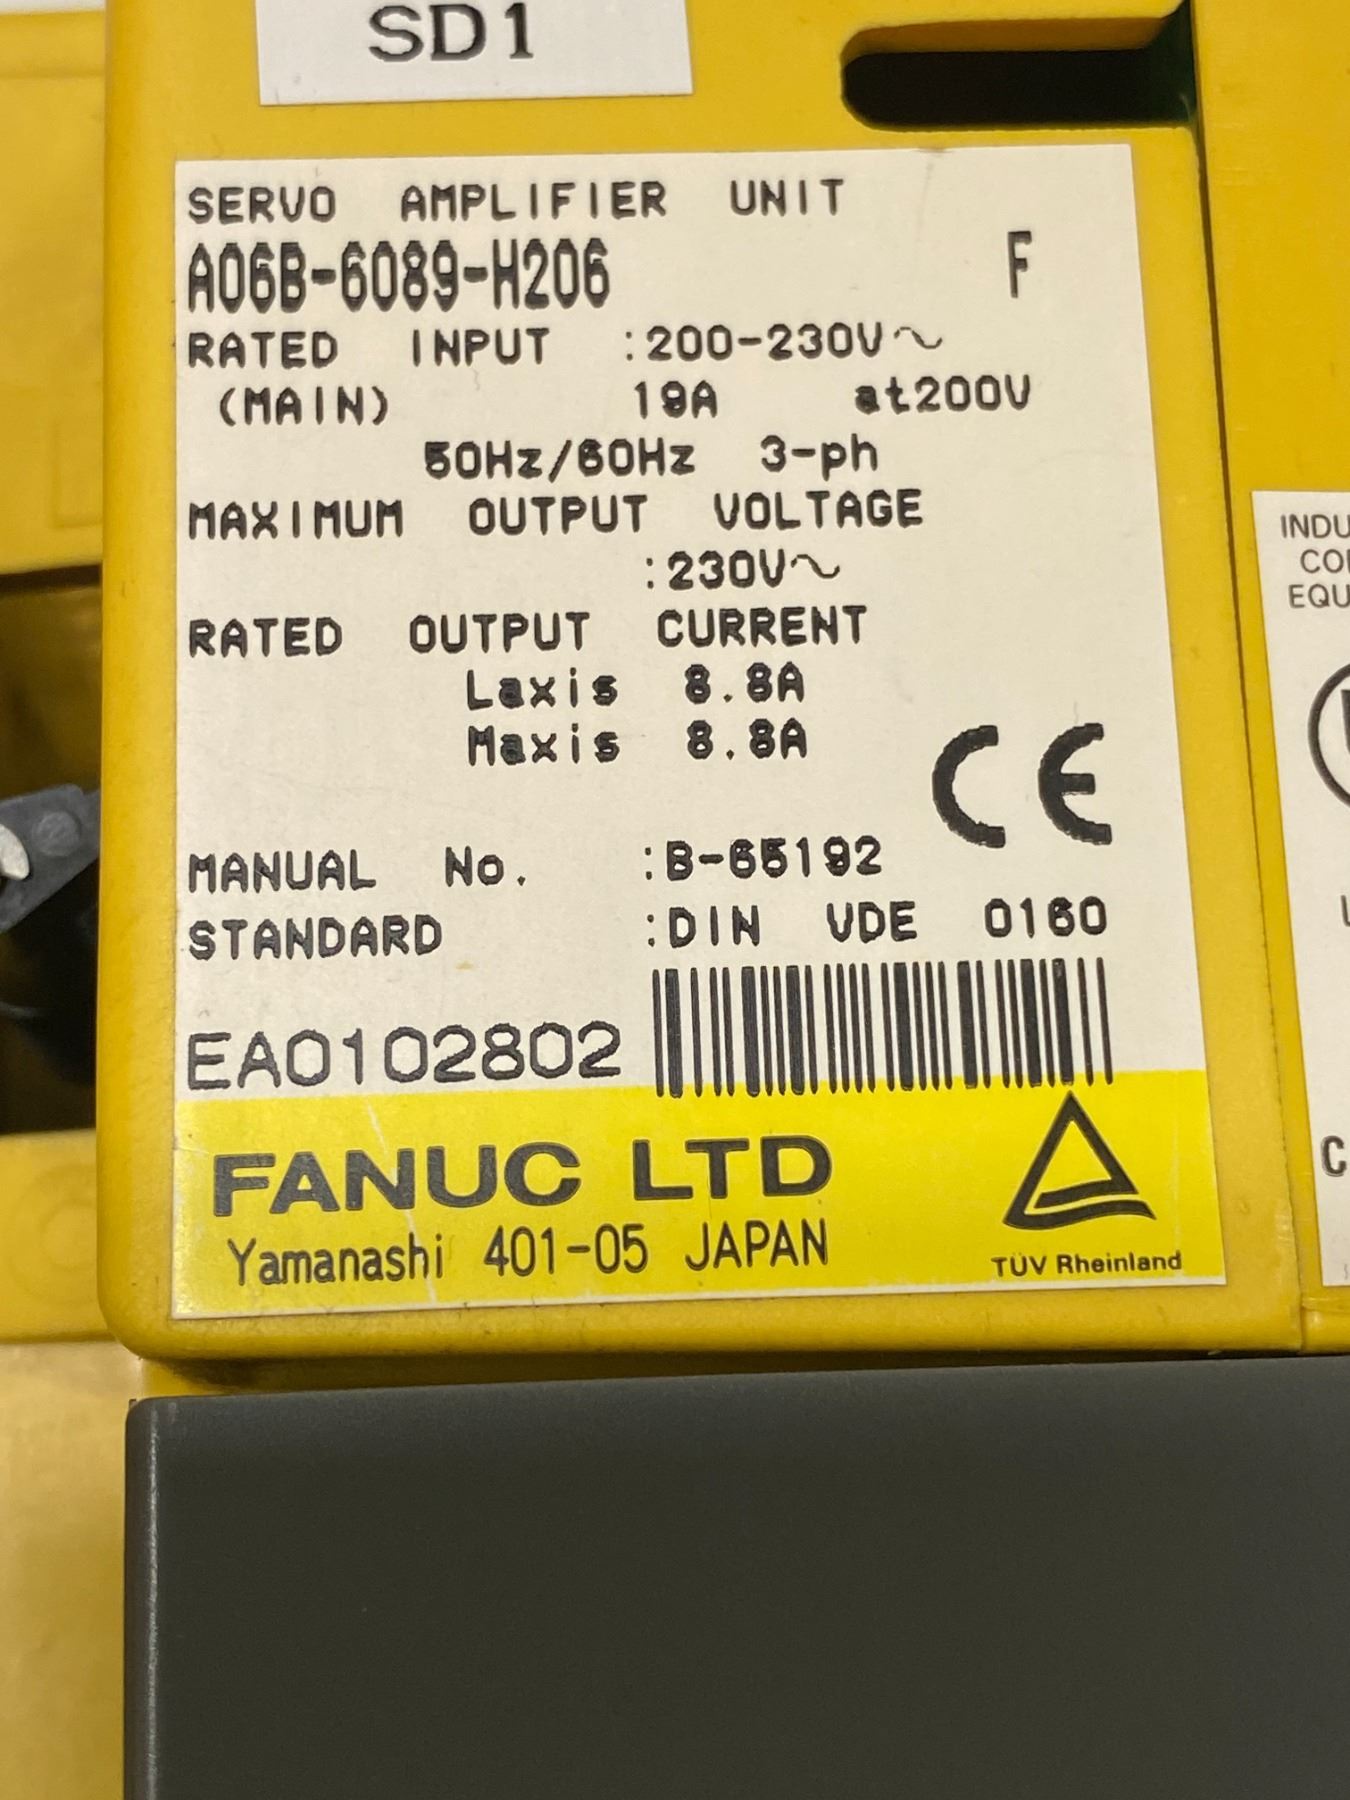 SD1
SERVO AMPLIFIER UNIT
A06B-6089-H206 F
RATED INPUT :200-230V～
(MAIN) 19A at200V
50Hz/60Hz 3-ph
MAXIMUM OUTPUT VOLTAGE
:230V～
RATED OUTPUT CURRENT
Laxis 8.8A
Maxis 8.8A
CE
MANUAL No. :B-65192
STANDARD :DIN VDE 0160
EA0102802
FANUC LTD
Yamanashi 401-05 JAPAN
TÜV Rheinland
INDU
EQU